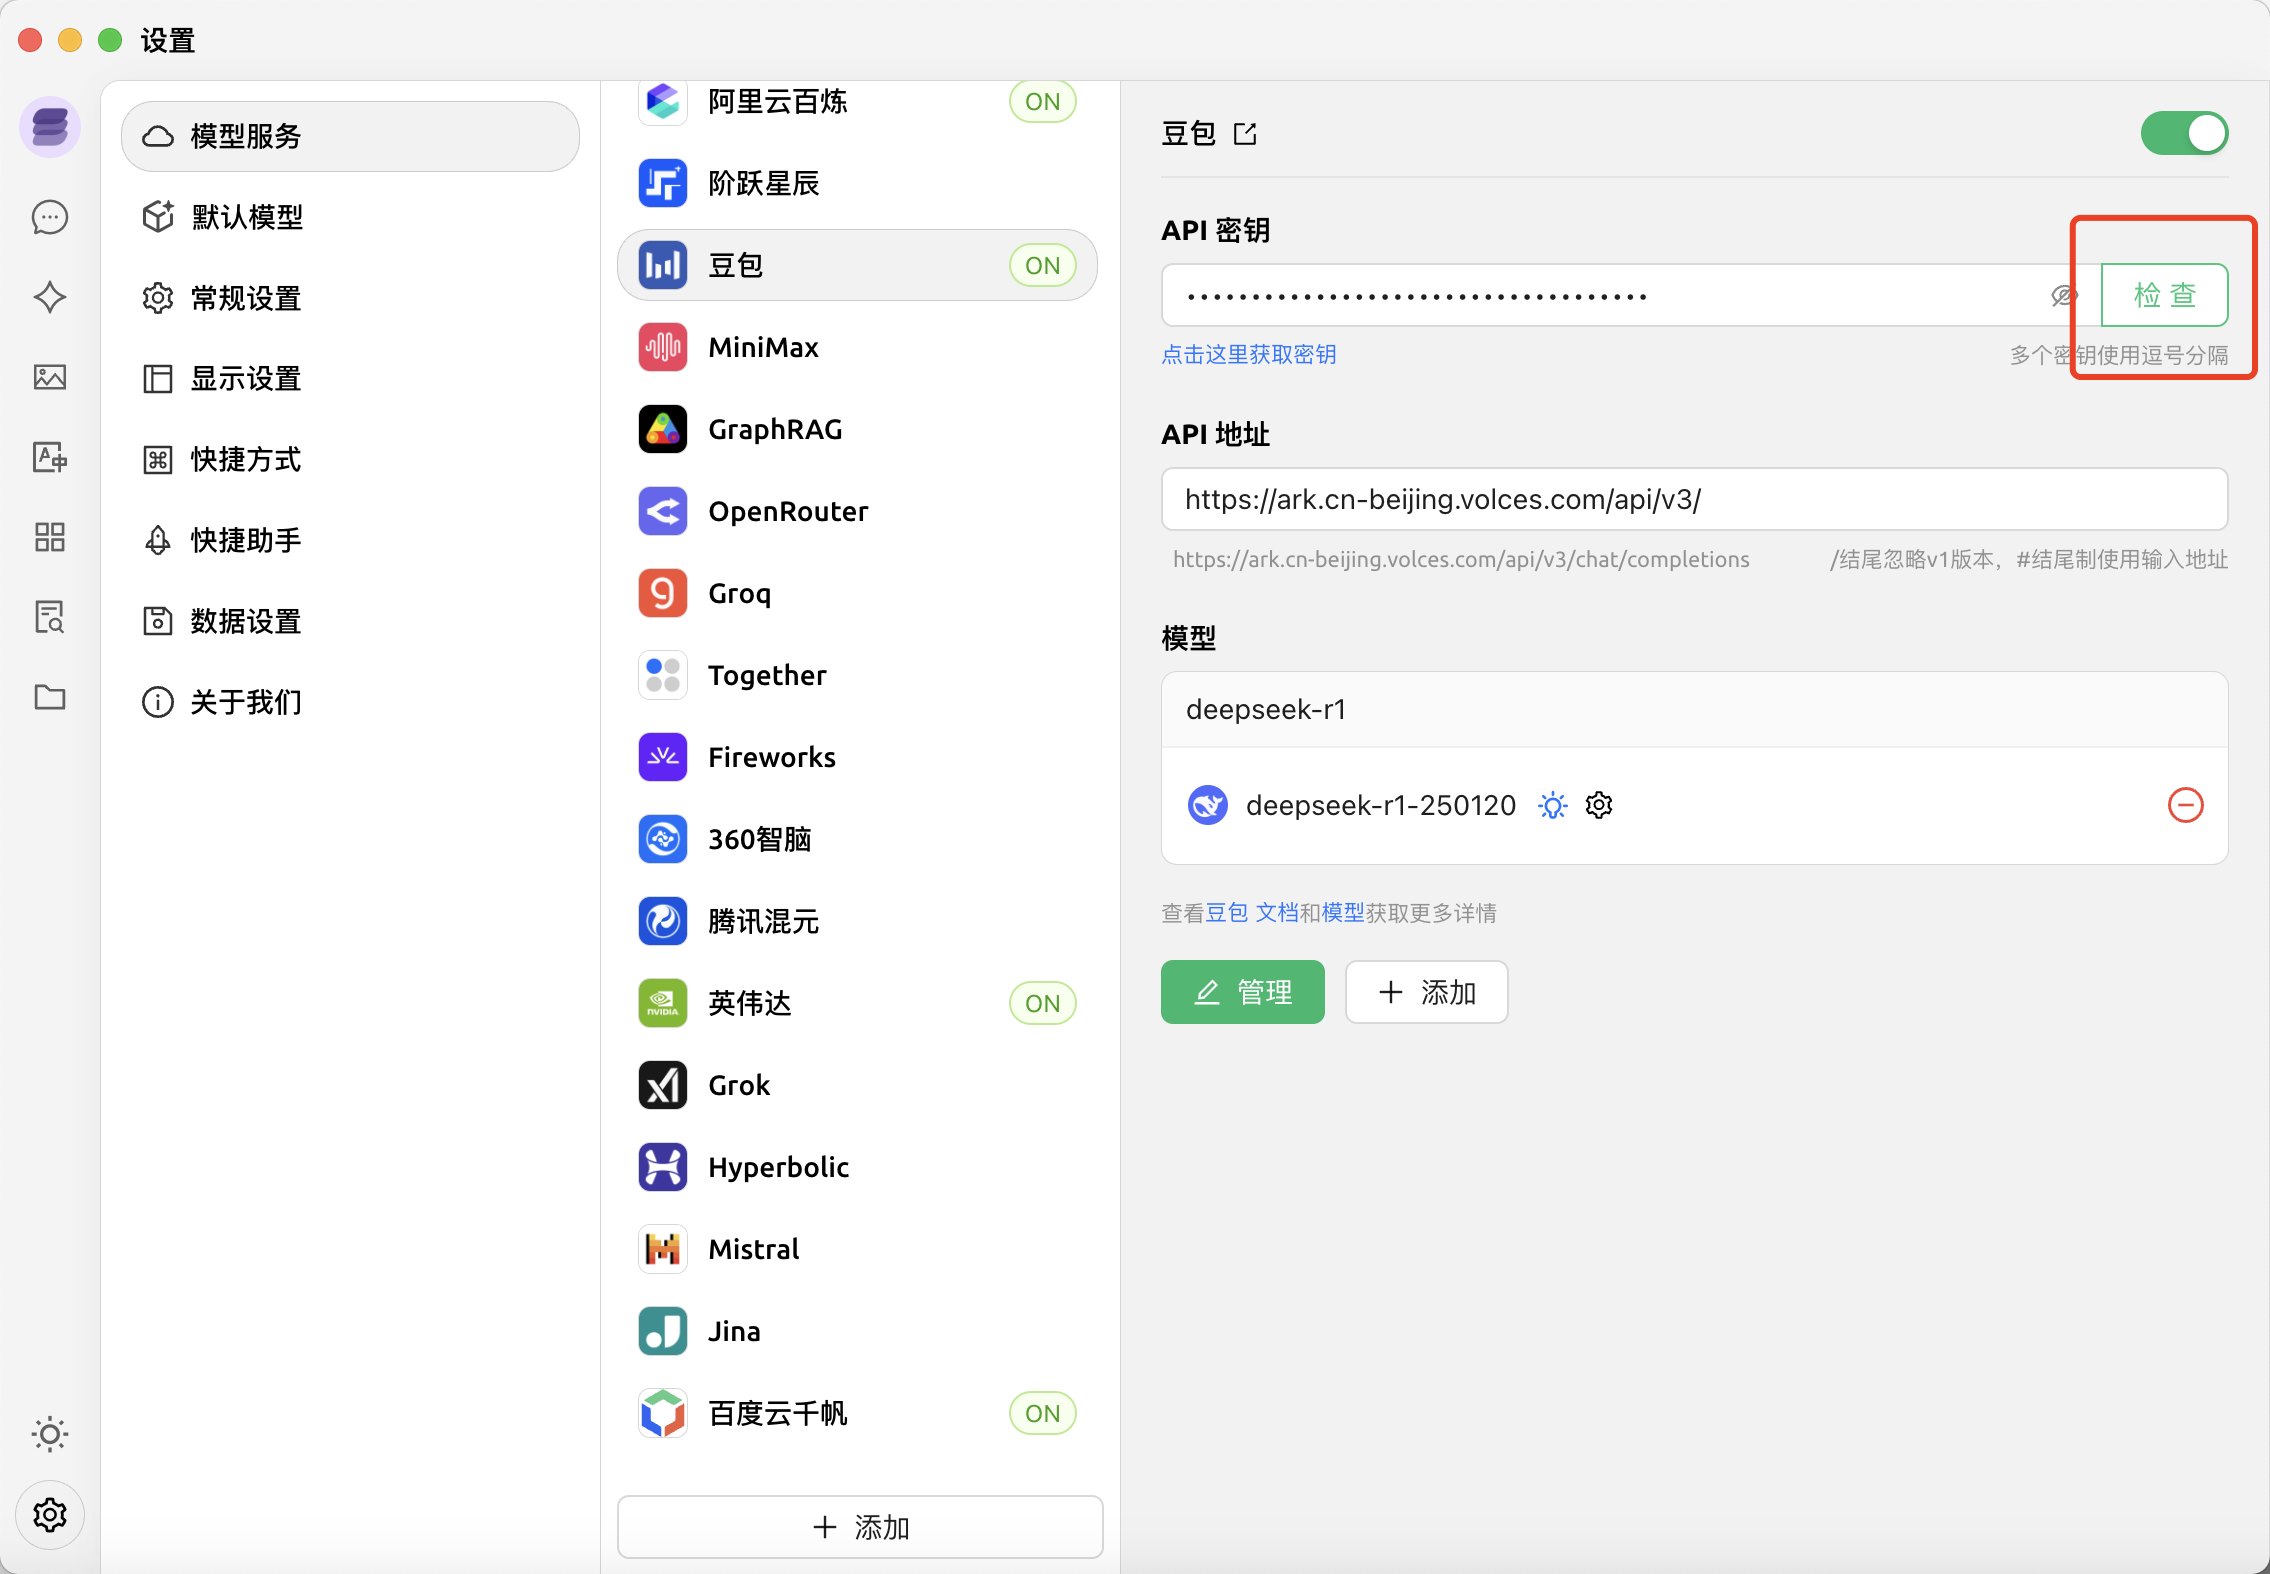 设置
模型服务
默认模型
常规设置
显示设置
快捷方式
快捷助手
数据设置
关于我们
阿里云百炼 ON
阶跃星辰
豆包 ON
MiniMax
GraphRAG
OpenRouter
Groq
Together
Fireworks
360智脑
腾讯混元
英伟达 ON
Grok
Hyperbolic
Mistral
Jina
百度云千帆 ON
添加
豆包
API 密钥
••••••••••••••••••••••••••••••••••••
检 查
点击这里获取密钥 多个密钥使用逗号分隔
API 地址
https://ark.cn-beijing.volces.com/api/v3/
https://ark.cn-beijing.volces.com/api/v3/chat/completions /结尾忽略v1版本，#结尾制使用输入地址
模型
deepseek-r1
deepseek-r1-250120
查看豆包 文档和模型获取更多详情
管理 添加